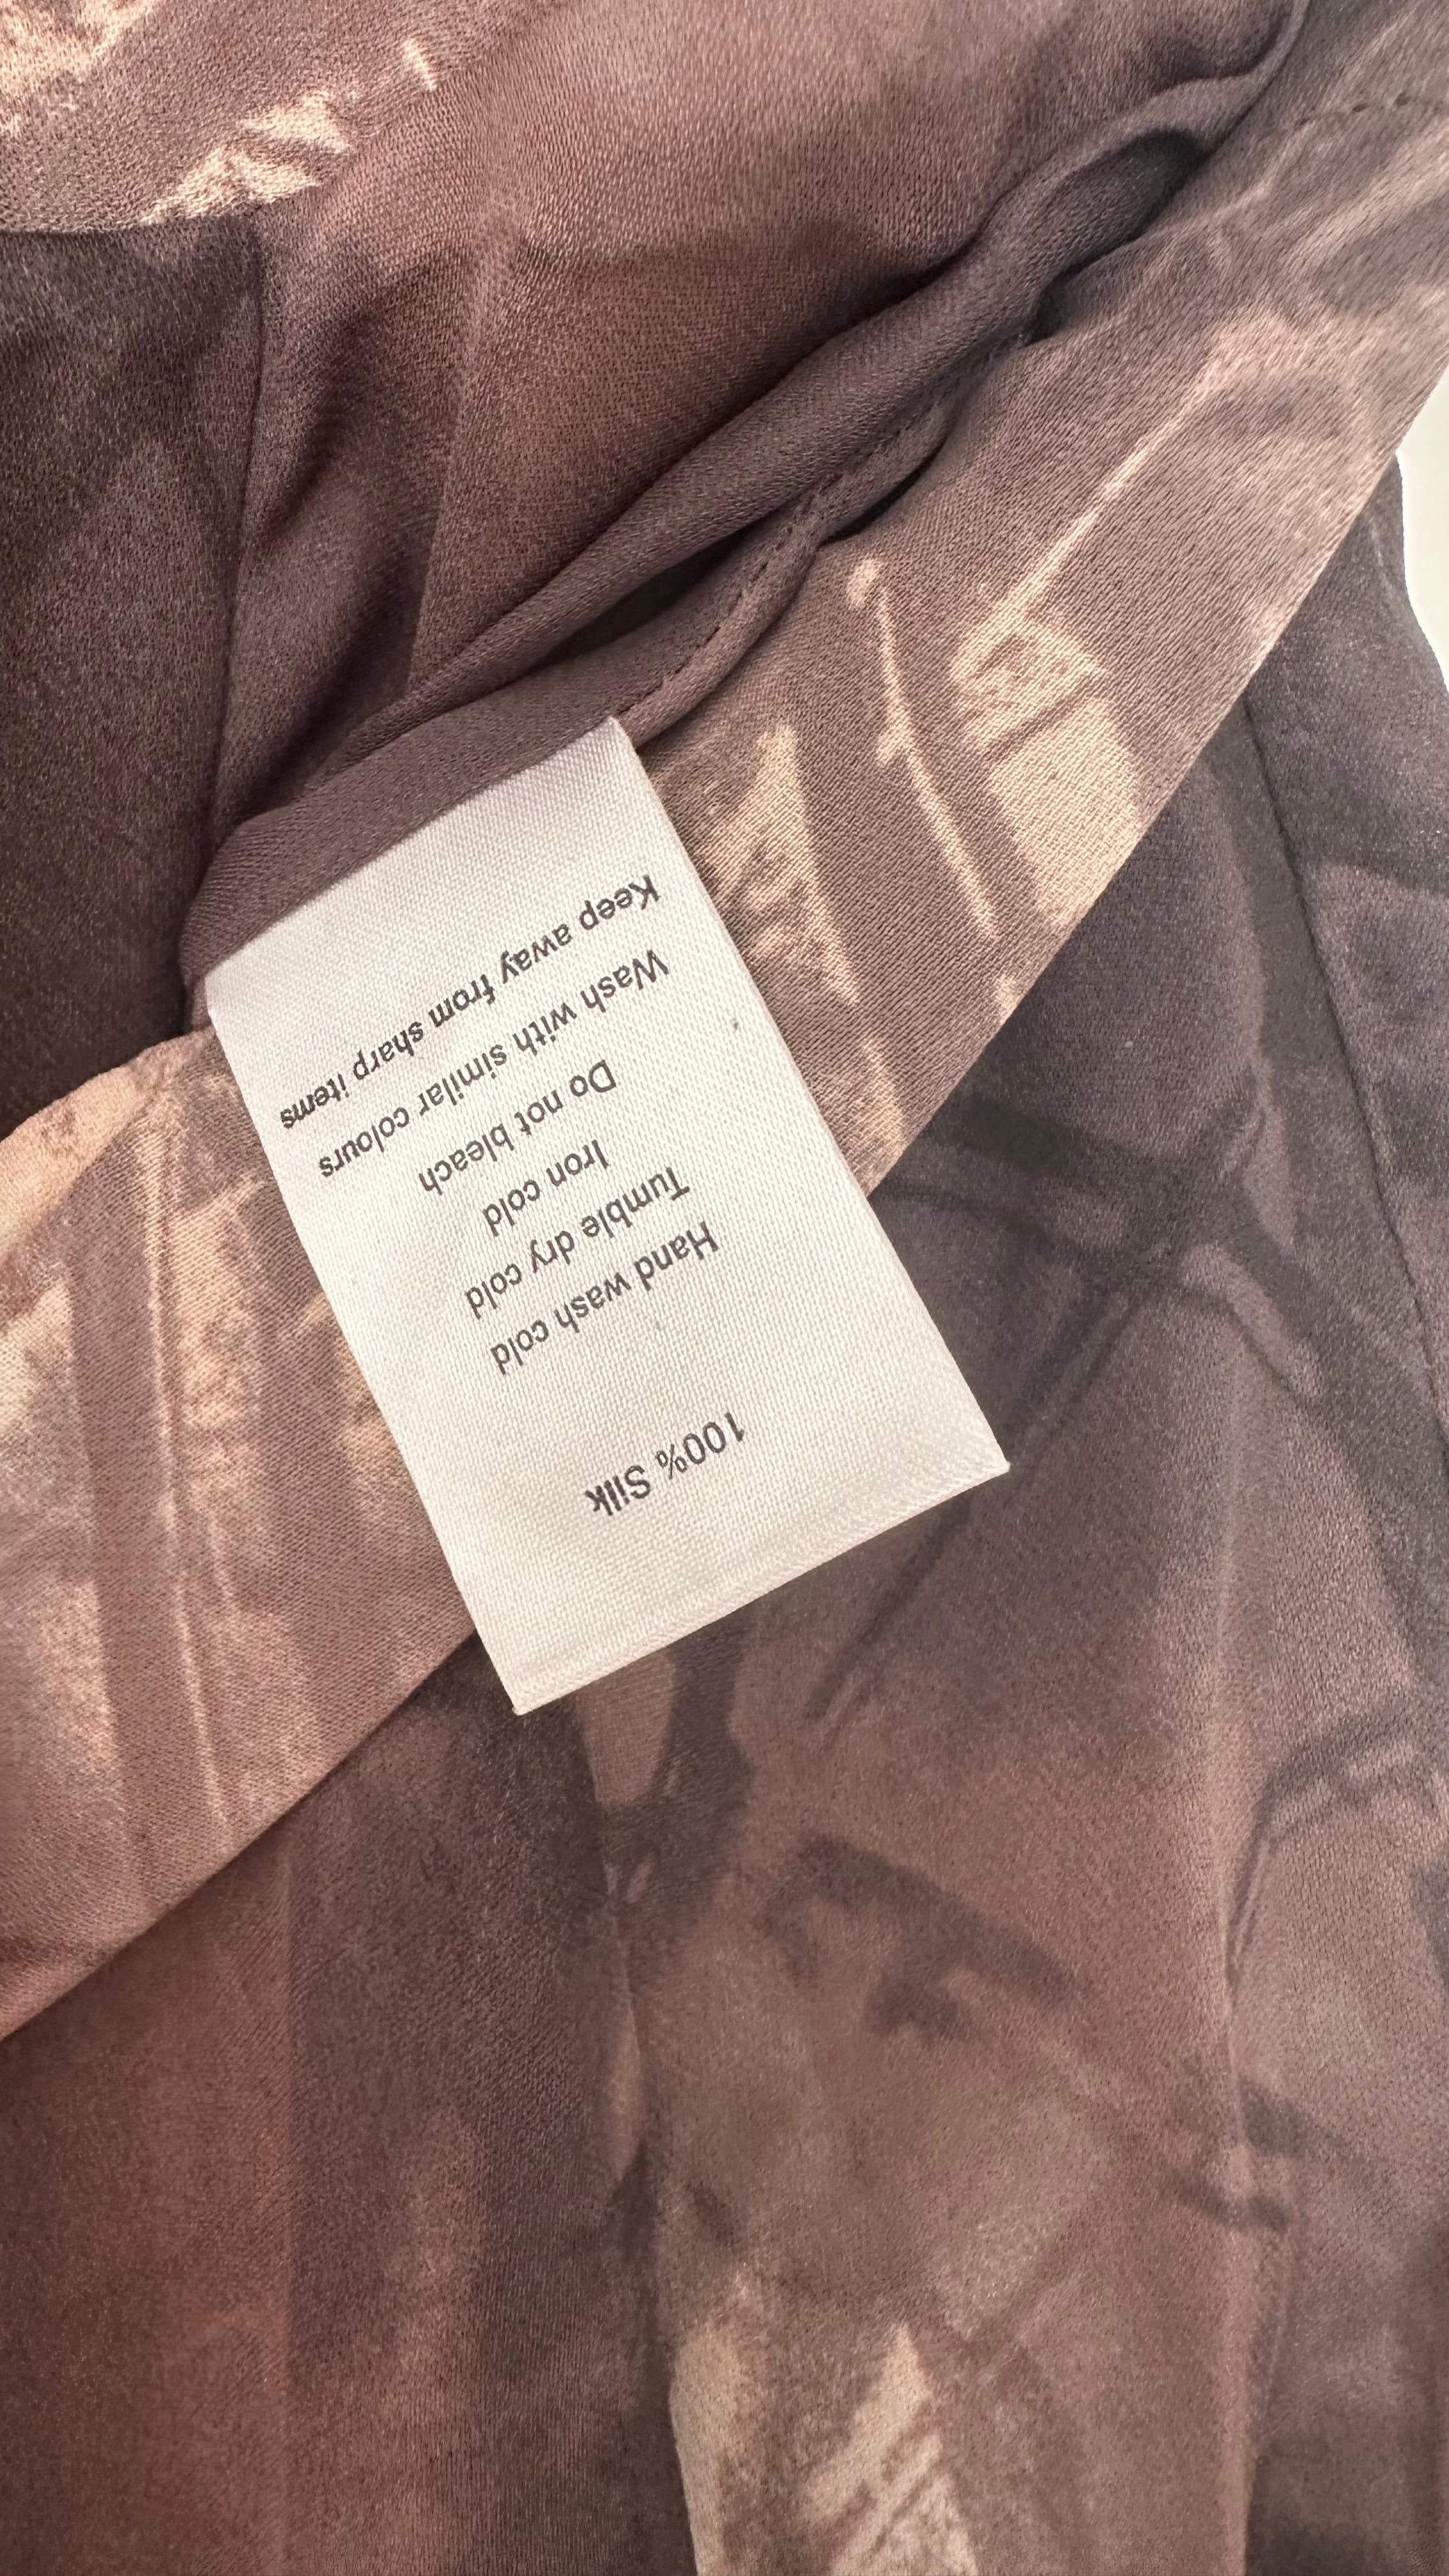 100% Silk
Hand wash cold
Tumble dry cold
Iron cold
Do not bleach
Wash with similar colours
Keep away from sharp items